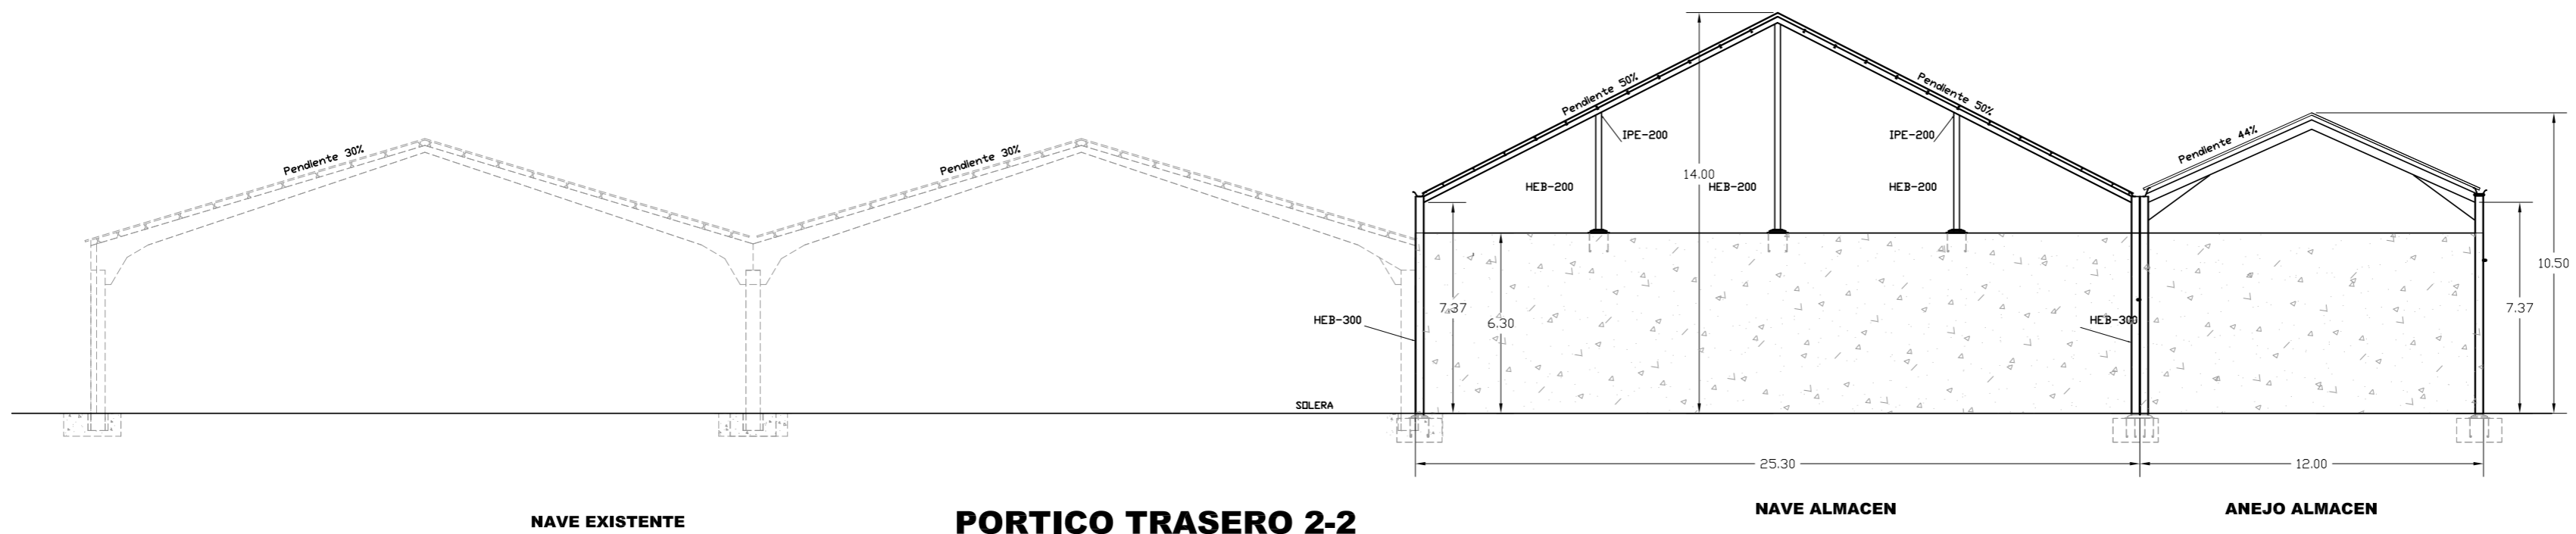 Pendiente 30%
Pendiente 30%
Pendiente 50%
Pendiente 50%
Pendiente 44%
IPE-200
IPE-200
14.00
HEB-200
HEB-200
HEB-200
10.50
7.37
6.30
7.37
HEB-300
HEB-300
SOLERA
25.30
12.00
NAVE EXISTENTE
PORTICO TRASERO 2-2
NAVE ALMACEN
ANEJO ALMACEN